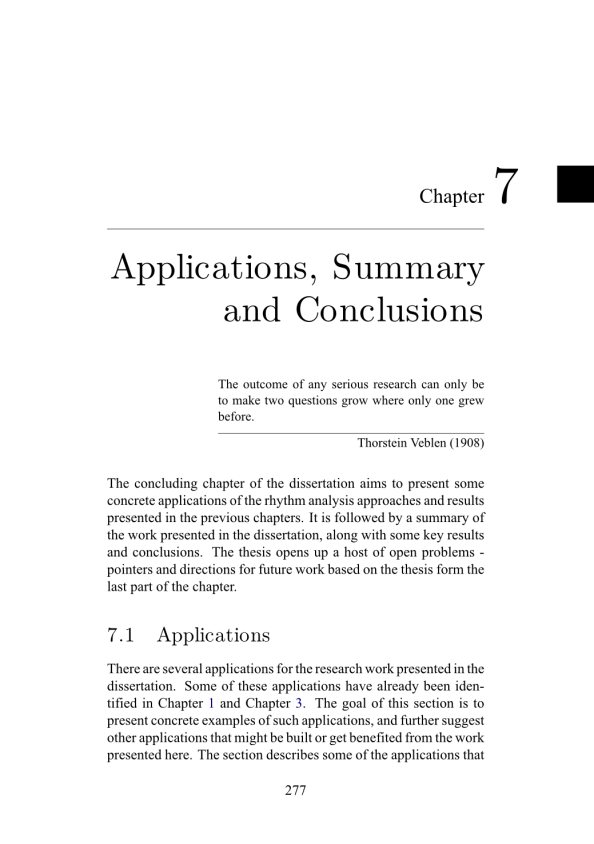 Chapter 7
Applications, Summary
and Conclusions
The outcome of any serious research can only be
to make two questions grow where only one grew
before.
Thorstein Veblen (1908)
The concluding chapter of the dissertation aims to present some
concrete applications of the rhythm analysis approaches and results
presented in the previous chapters. It is followed by a summary of
the work presented in the dissertation, along with some key results
and conclusions. The thesis opens up a host of open problems -
pointers and directions for future work based on the thesis form the
last part of the chapter.
7.1 Applications
There are several applications for the research work presented in the
dissertation. Some of these applications have already been iden-
tified in Chapter 1 and Chapter 3. The goal of this section is to
present concrete examples of such applications, and further suggest
other applications that might be built or get benefited from the work
presented here. The section describes some of the applications that
277